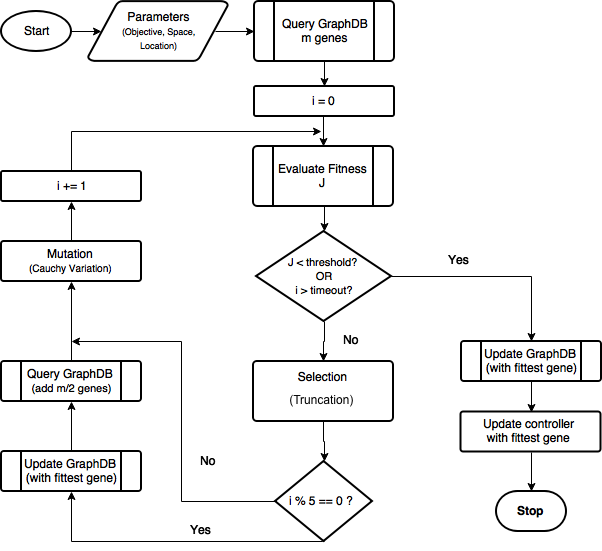 Start
Parameters
(Objective, Space,
Location)
Query GraphDB
m genes
i = 0
Evaluate Fitness
J
i += 1
Mutation
(Cauchy Variation)
J < threshold?
OR
i > timeout?
Yes
No
Query GraphDB
(add m/2 genes)
Selection
(Truncation)
Update GraphDB
(with fittest gene)
Update controller
with fittest gene
No
Update GraphDB
(with fittest gene)
i % 5 == 0 ?
Yes
Stop